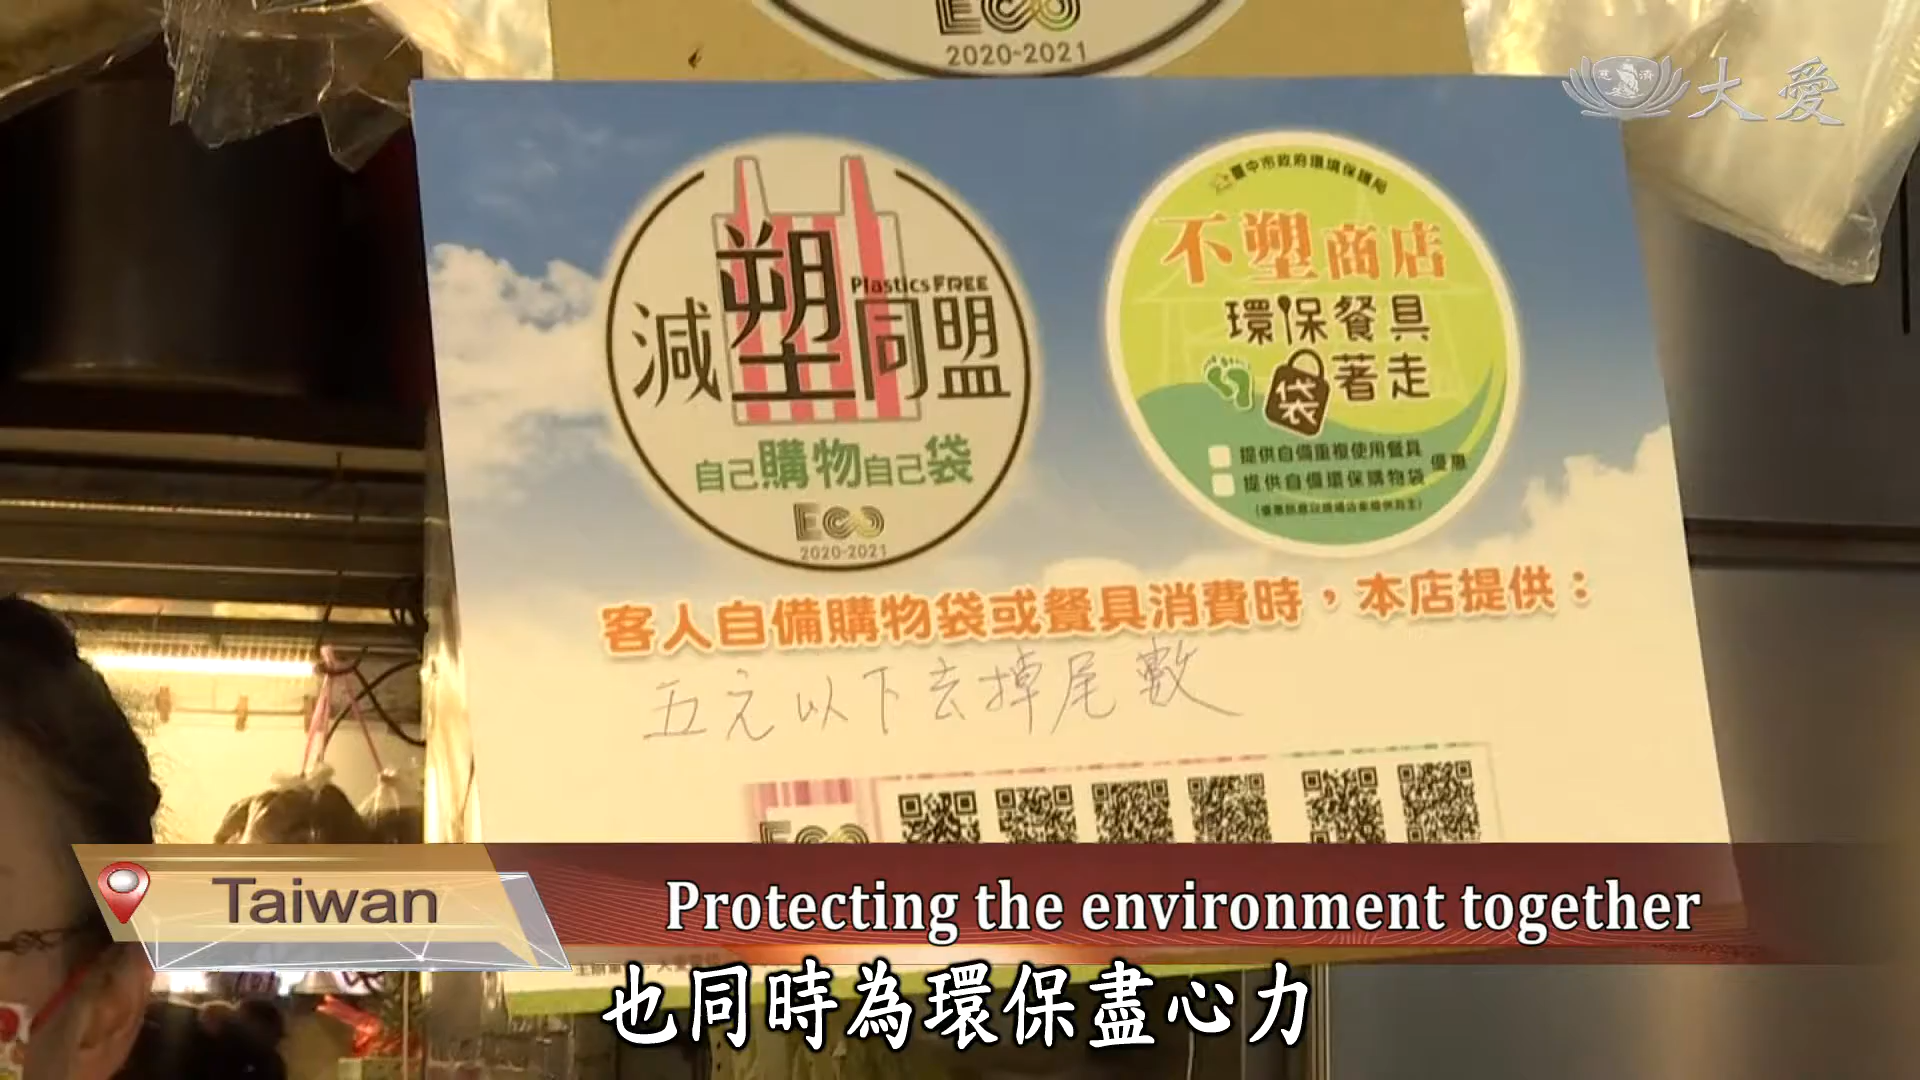 ECO
2020-2021
慈濟
大愛
減塑同盟
Plastics FREE
自己購物自己袋
ECO
2020-2021
臺中市政府環境保護局
不塑商店
環保餐具
袋著走
提供自備重複使用餐具
提供自備環保購物袋
優惠
客人自備購物袋或餐具消費時，本店提供：
五元以下去掉尾數
ECO
Taiwan
Protecting the environment together
也同時為環保盡心力